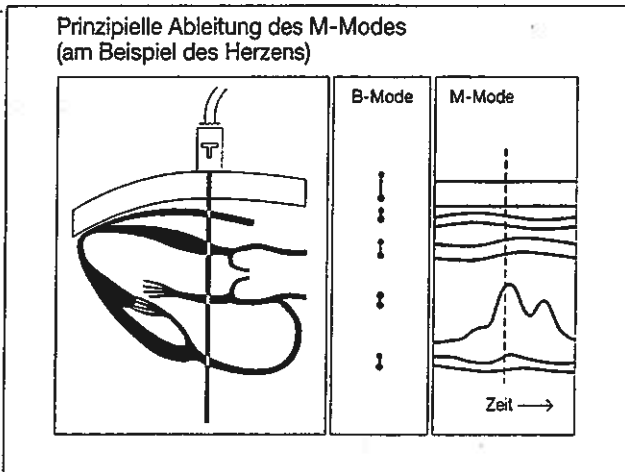 Prinzipielle Ableitung des M-Modes
(am Beispiel des Herzens)
T
B-Mode
M-Mode
Zeit